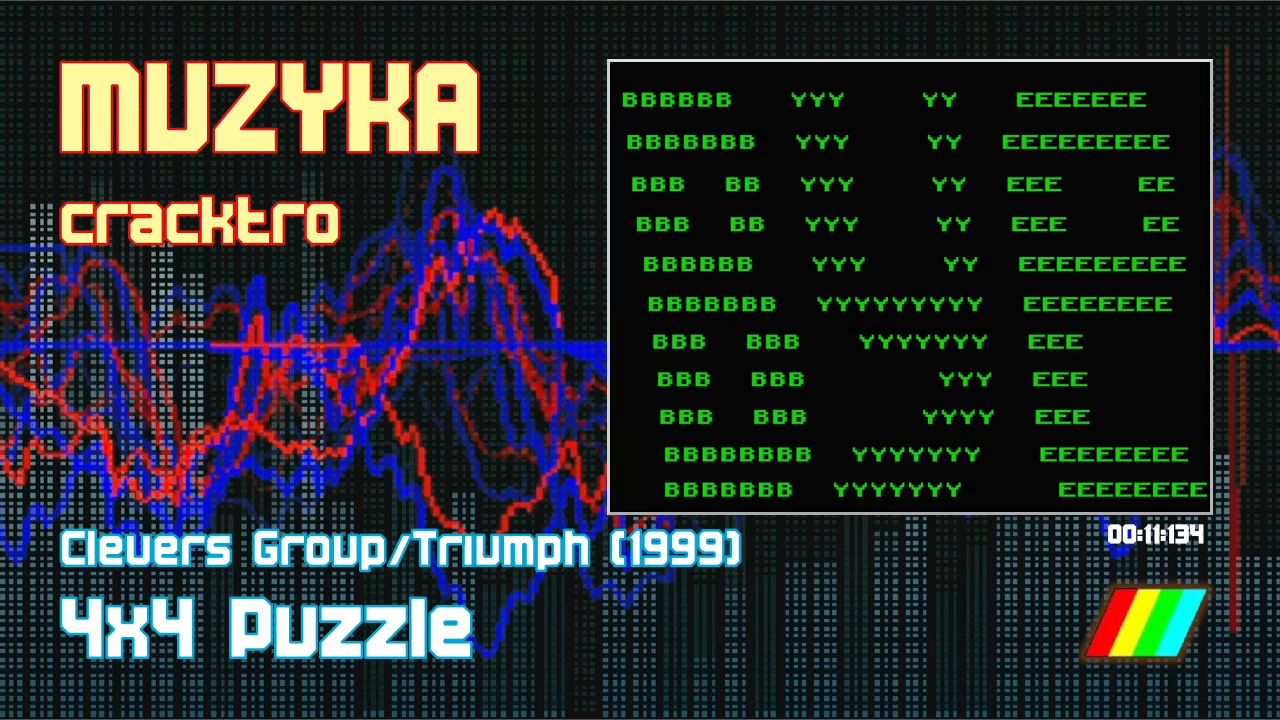 MUZYKA
cracktro
Clevers Group/Triumph (1999)
4x4 Puzzle
BBBBBB YYY YY EEEEEEE
BBBBBBB YYY YY EEEEEEEEE
BBB BB YYY YY EEE EE
BBB BB YYY YY EEE EE
BBBBBB YYY YY EEEEEEEEE
BBBBBBB YYYYYYYYY EEEEEEEE
BBB BBB YYYYYYY EEE
BBB BBB YYY EEE
BBB BBB YYYY EEE
BBBBBBBB YYYYYYY EEEEEEEE
BBBBBBB YYYYYYY EEEEEEEE
00:11:134